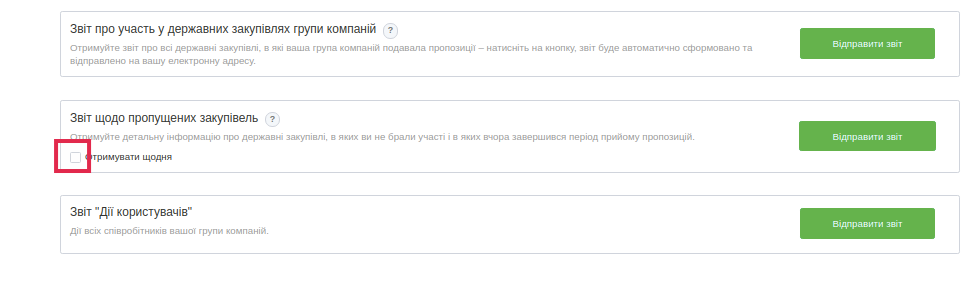 Звіт про участь у державних закупівлях групи компаній ?
Отримуйте звіт про всі державні закупівлі, в які ваша група компаній подавала пропозиції – натисніть на кнопку, звіт буде автоматично сформовано та
відправлено на вашу електронну адресу.
Відправити звіт
Звіт щодо пропущених закупівель ?
Отримуйте детальну інформацію про державні закупівлі, в яких ви не брали участі і в яких вчора завершився період прийому пропозицій.
Отримувати щодня
Відправити звіт
Звіт "Дії користувачів"
Дії всіх співробітників вашої групи компаній.
Відправити звіт